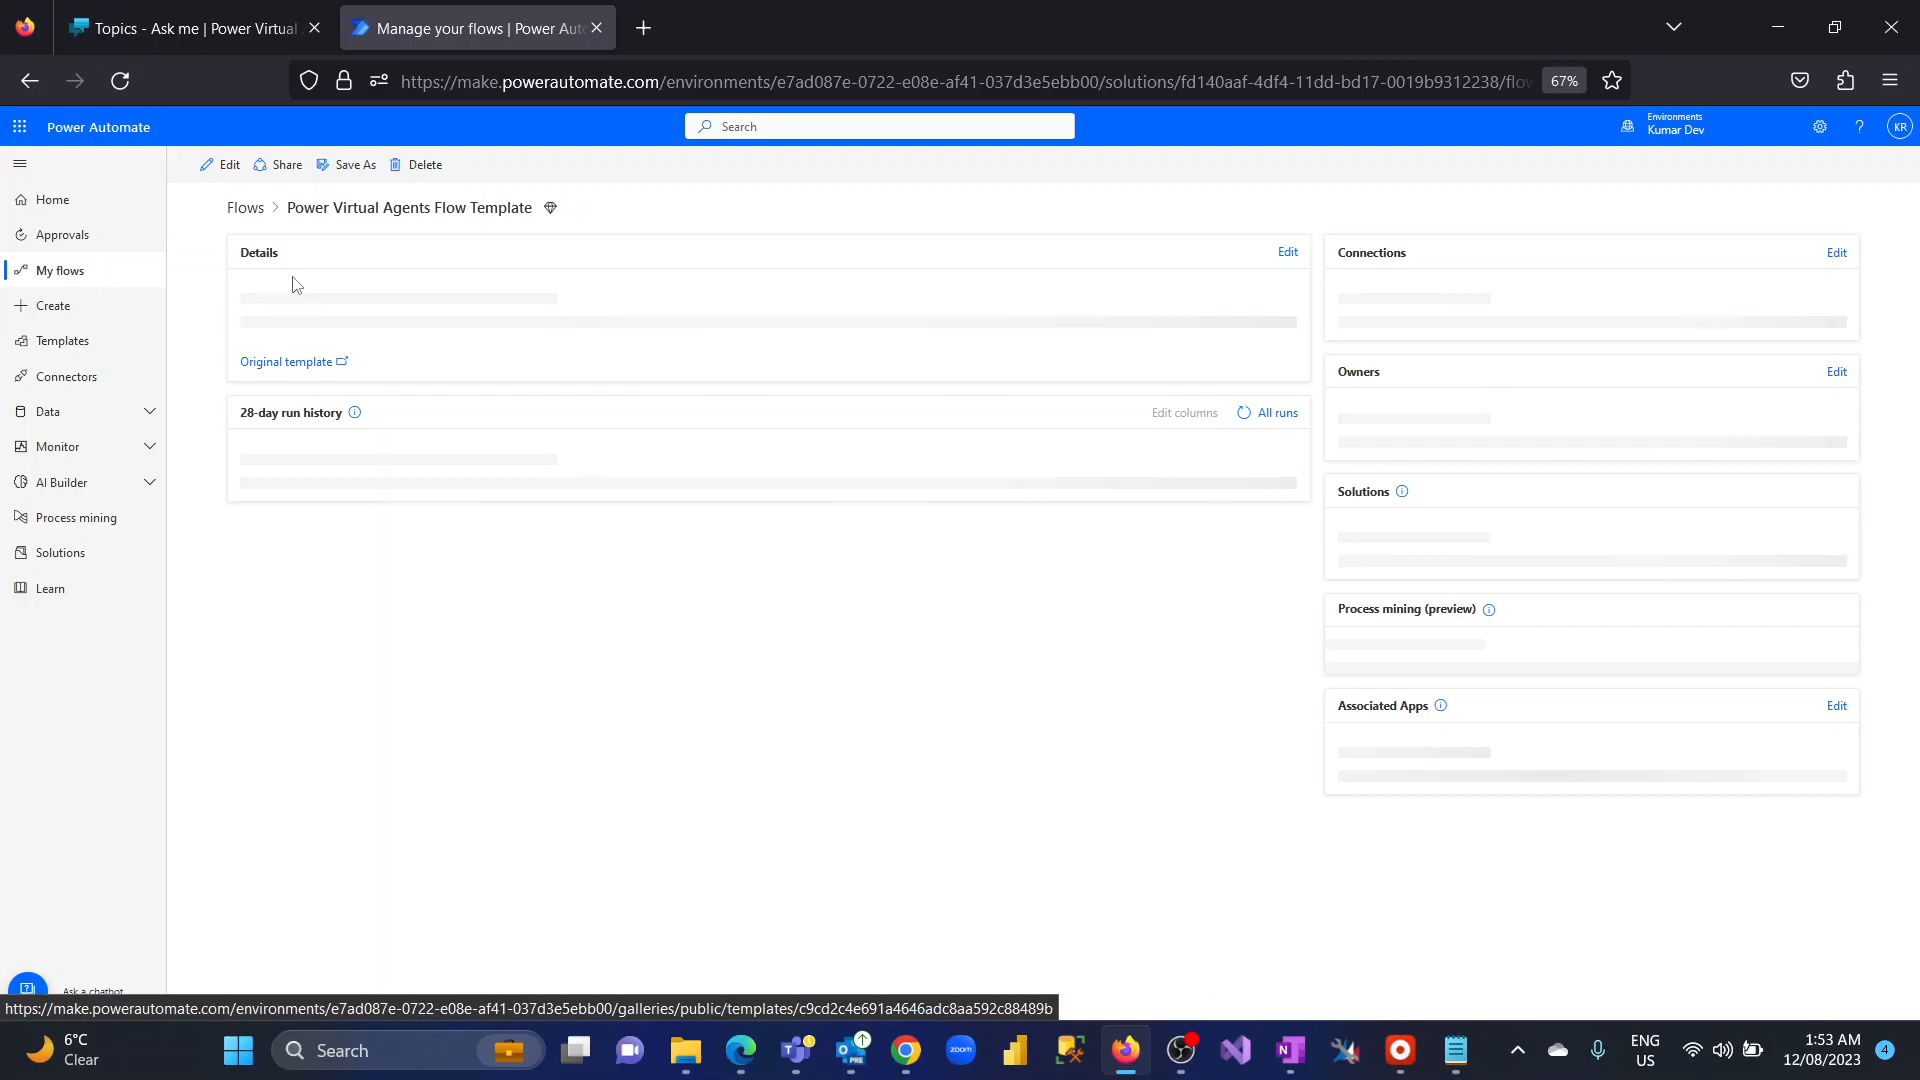 Topics - Ask me | Power Virtual
Manage your flows | Power Aut
https://make.powerautomate.com/environments/e7ad087e-0722-e08e-af41-037d3e5ebb00/solutions/fd140aaf-4df4-11dd-bd17-0019b9312238/flow
67%
Power Automate
Search
Environments
Kumar Dev
KR
Edit
Share
Save As
Delete
Home
Approvals
My flows
Create
Templates
Connectors
Data
Monitor
AI Builder
Process mining
Solutions
Learn
Ask a chatbot
Flows > Power Virtual Agents Flow Template
Details
Edit
Original template
28-day run history
Edit columns
All runs
Connections
Edit
Owners
Edit
Solutions
Process mining (preview)
Associated Apps
Edit
https://make.powerautomate.com/environments/e7ad087e-0722-e08e-af41-037d3e5ebb00/galleries/public/templates/c9cd2c4e691a4646adc8aa592c88489b
6°C
Clear
Search
PRE
zoom
ENG
US
1:53 AM
12/08/2023
4